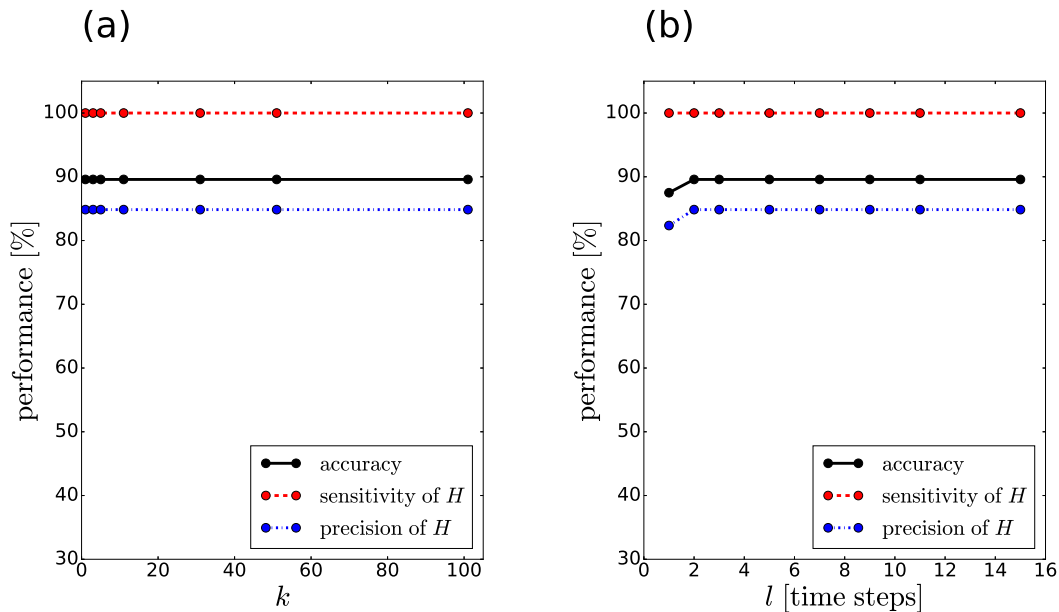 (a)
performance [%]
100
90
80
70
60
50
40
30
0 20 40 60 80 100
k
accuracy
sensitivity of H
precision of H
(b)
performance [%]
100
90
80
70
60
50
40
30
0 2 4 6 8 10 12 14 16
l [time steps]
accuracy
sensitivity of H
precision of H